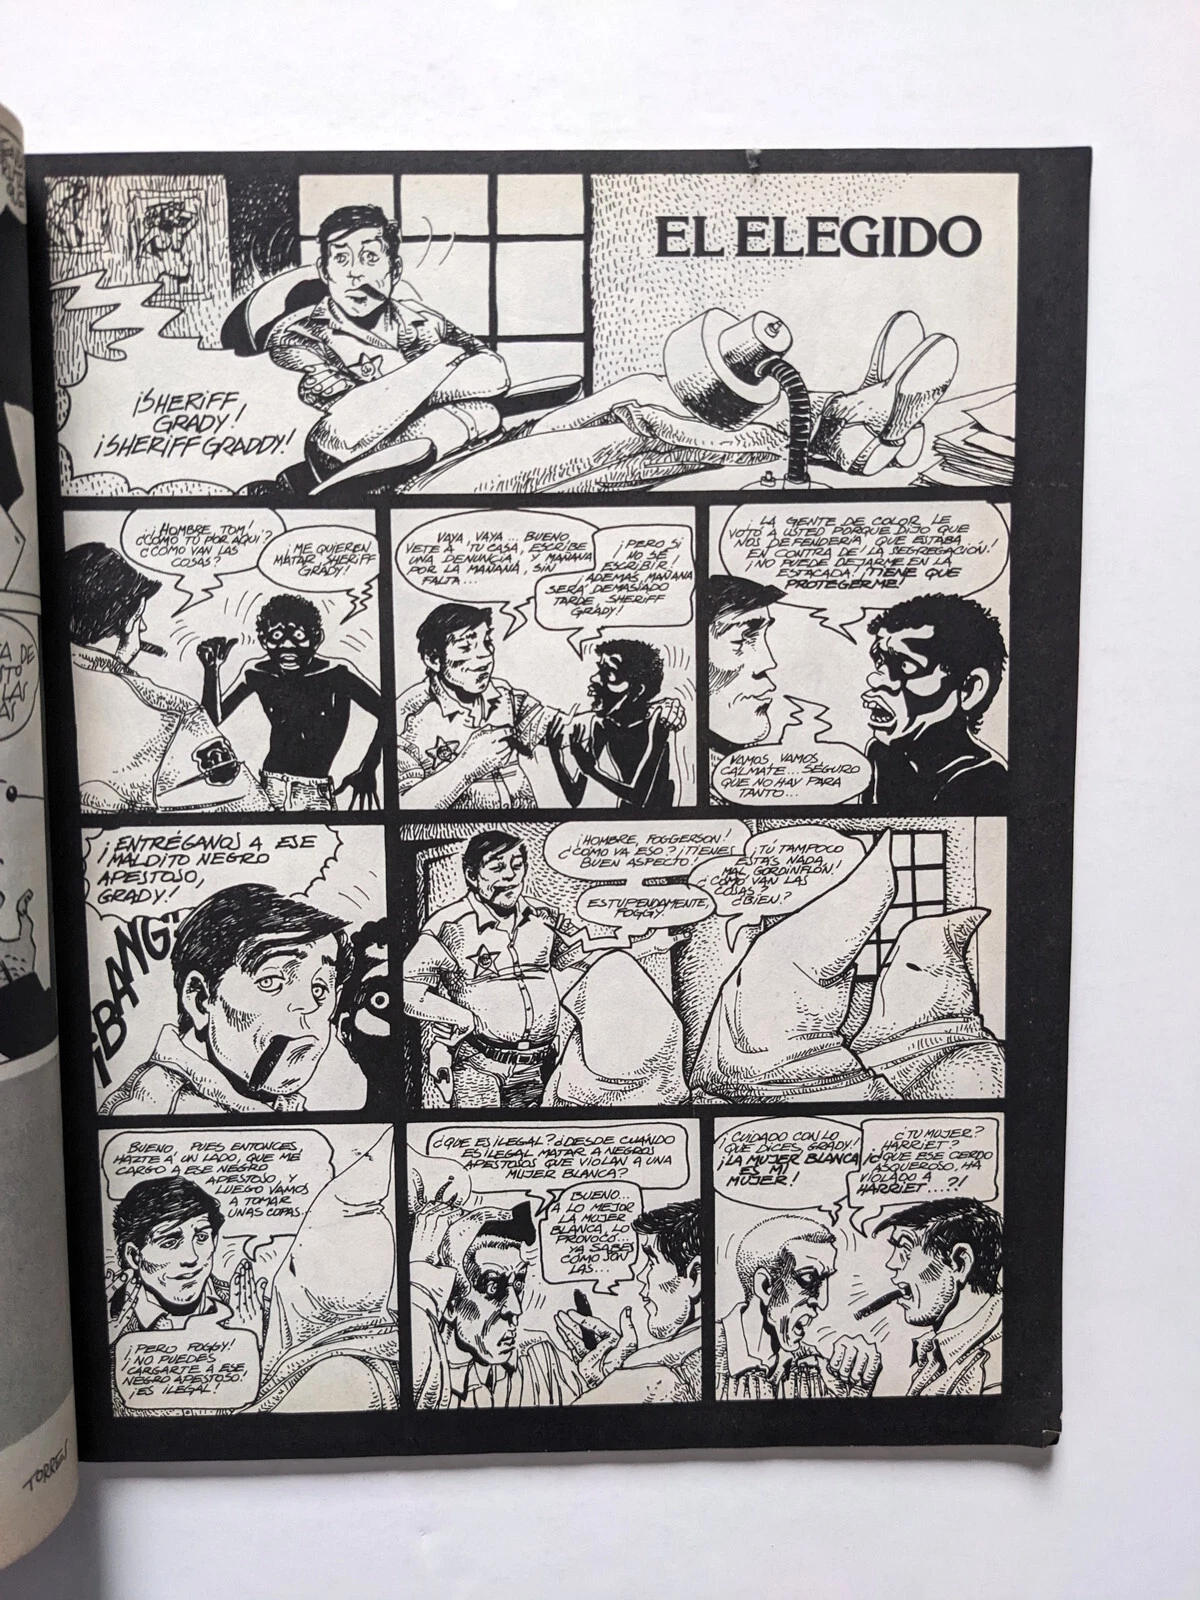 EL ELEGIDO
¡SHERIFF
GRADY!
¡SHERIFF GRADDY!
¡HOMBRE, TOM!
¿CÓMO TÚ POR AQUÍ?
¿CÓMO VAN LAS
COSAS?
¡ME QUIEREN
MATAR SHERIFF
GRADY!
VAYA, VAYA... BUENO,
VETE A TU CASA, ESCRIBE
UNA DENUNCIA, Y MAÑANA
POR LA MAÑANA, SIN
FALTA...
¡PERO SI
NO SÉ
ESCRIBIR!
¡ADEMÁS, MAÑANA
SERÁ DEMASIADO
TARDE SHERIFF
GRADY!
¡LA GENTE DE COLOR LE
VOTÓ A USTED PORQUE DIJO QUE
NOS DEFENDERÍA, QUE ESTABA
EN CONTRA DE LA SEGREGACIÓN!
¡NO PUEDE DEJARME EN LA
ESTACADA! ¡TIENE QUE
PROTEGERME!
VAMOS, VAMOS,
CÁLMATE... SEGURO
QUE NO HAY PARA
TANTO...
¡ENTRÉGANOS A ESE
MALDITO NEGRO
APESTOSO,
GRADY!
¡BANG!
¡HOMBRE, FOGGERSON!
¿CÓMO VA ESO? ¡TIENES
BUEN ASPECTO!
¡TÚ TAMPOCO
ESTÁS NADA
MAL, GORDINFLÓN!
¿CÓMO VAN LAS
COSAS?
¿BIEN?
ESTUPENDAMENTE,
FOGGY.
BUENO, PUES ENTONCES,
HAZTE A UN LADO, QUE ME
CARGO A ESE NEGRO
APESTOSO, Y
LUEGO VAMOS
A TOMAR
UNAS COPAS.
¡PERO FOGGY!
¡NO PUEDES
CARGARTE A ESE
NEGRO APESTOSO!
¡ES ILEGAL!
¿QUE ES ILEGAL? ¿DESDE CUÁNDO
ES ILEGAL MATAR A NEGROS
APESTOSOS QUE VIOLAN A UNA
MUJER BLANCA?
BUENO...
A LO MEJOR
LA MUJER
BLANCA, LO
PROVOCÓ...
YA SABES
CÓMO SON
LAS...
¡CUIDADO CON LO
QUE DICES, GRADY!
¡LA MUJER BLANCA
ES MI
MUJER!
¿TU MUJER?
¿HARRIET?
¿QUE ESE CERDO
ASQUEROSO, HA
VIOLADO A
HARRIET...?!
TORRES